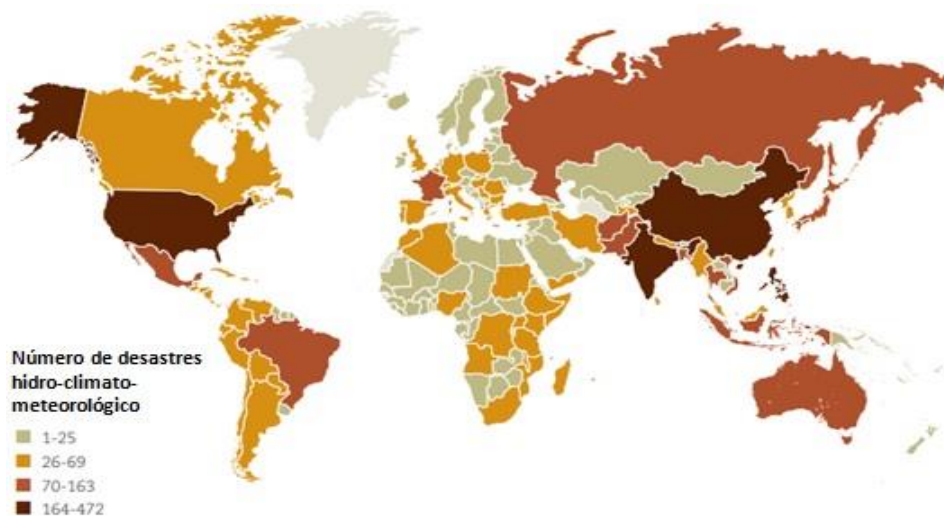 Número de desastres
hidro-climato-
meteorológico
1-25
26-69
70-163
164-472